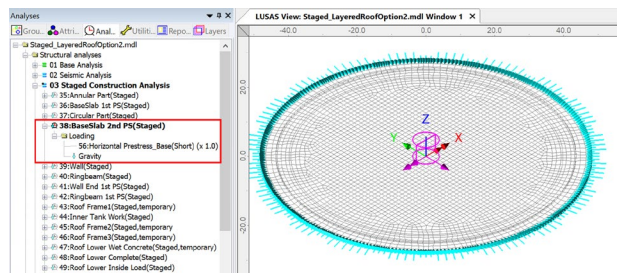 Analyses
Grou...
Attri...
Anal...
Utiliti...
Repo...
Layers
Staged_LayeredRoofOption2.mdl
Structural analyses
01 Base Analysis
02 Seismic Analysis
03 Staged Construction Analysis
35:Annular Part(Staged)
36:BaseSlab 1st PS(Staged)
37:Circular Part(Staged)
38:BaseSlab 2nd PS(Staged)
Loading
56:Horizontal Prestress_Base(Short) (x 1.0)
Gravity
39:Wall(Staged)
40:Ringbeam(Staged)
41:Wall End 1st PS(Staged)
42:Ringbeam 1st PS(Staged)
43:Roof Frame1(Staged,temporary)
44:Inner Tank Work(Staged)
45:Roof Frame2(Staged,temporary)
46:Roof Frame3(Staged,temporary)
47:Roof Lower Wet Concrete(Staged,temporary)
48:Roof Lower Complete(Staged)
49:Roof Lower Inside Load(Staged)
LUSAS View: Staged_LayeredRoofOption2.mdl Window 1
-40.0 -20.0 0.0 20.0 40.0
20.0
0.0
-20.0
Z
Y
X